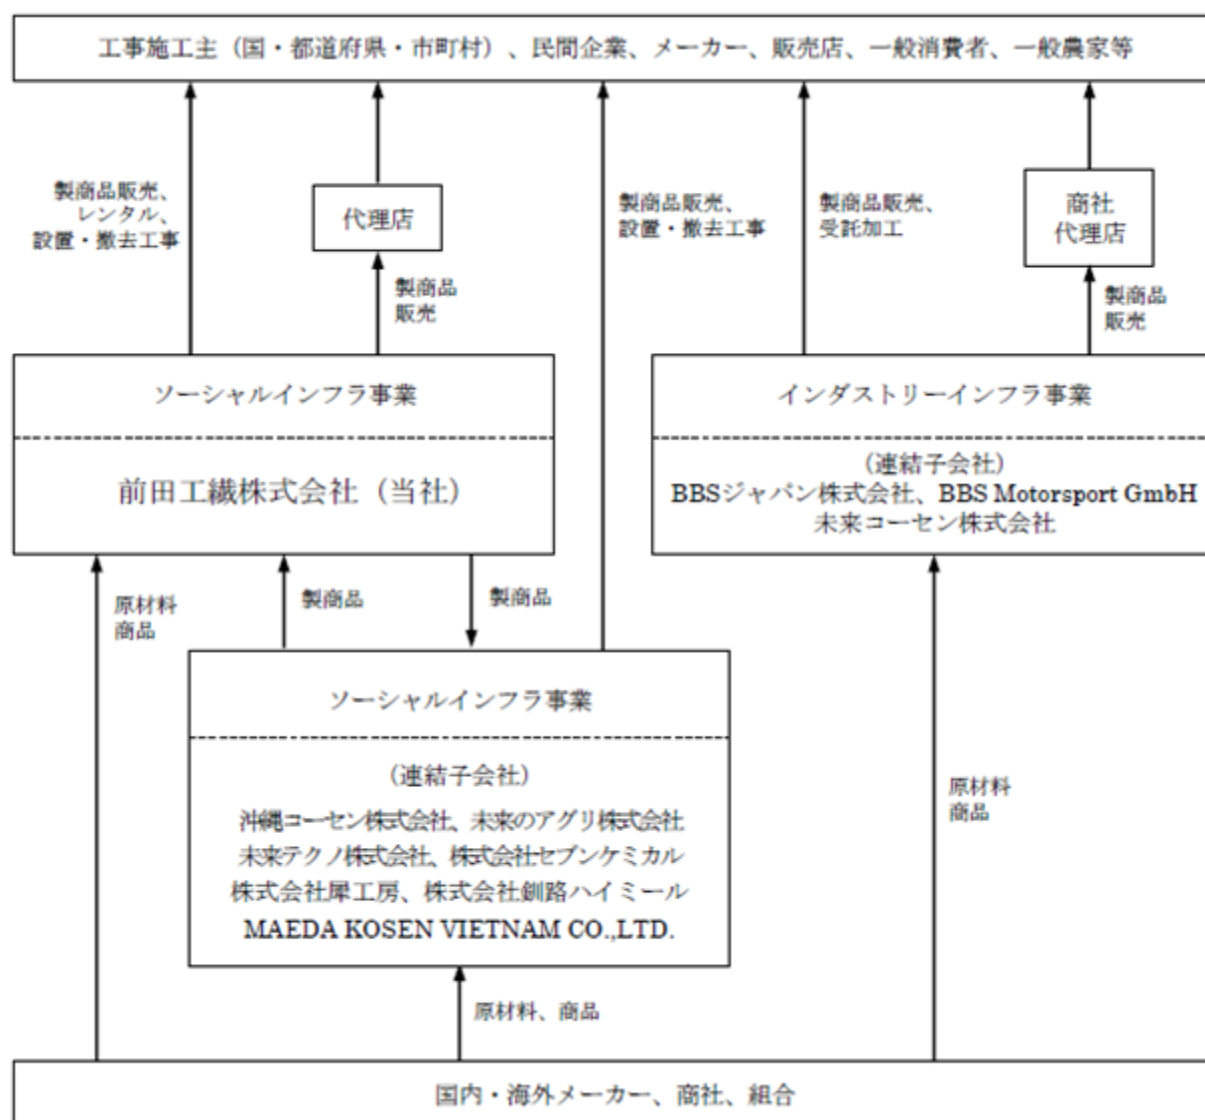 工事施工主（国・都道府県・市町村）、民間企業、メーカー、販売店、一般消費者、一般農家等
製商品販売、
レンタル、
設置・撤去工事
代理店
製商品
販売
製商品販売、
設置・撤去工事
製商品販売、
受託加工
商社
代理店
製商品
販売
ソーシャルインフラ事業
前田工繊株式会社（当社）
インダストリーインフラ事業
（連結子会社）
BBSジャパン株式会社、BBS Motorsport GmbH
未来コーセン株式会社
原材料
商品
製商品
製商品
ソーシャルインフラ事業
（連結子会社）
沖縄コーセン株式会社、未来のアグリ株式会社
未来テクノ株式会社、株式会社セブンケミカル
株式会社犀工房、株式会社釧路ハイミール
MAEDA KOSEN VIETNAM CO.,LTD.
原材料
商品
原材料、商品
国内・海外メーカー、商社、組合